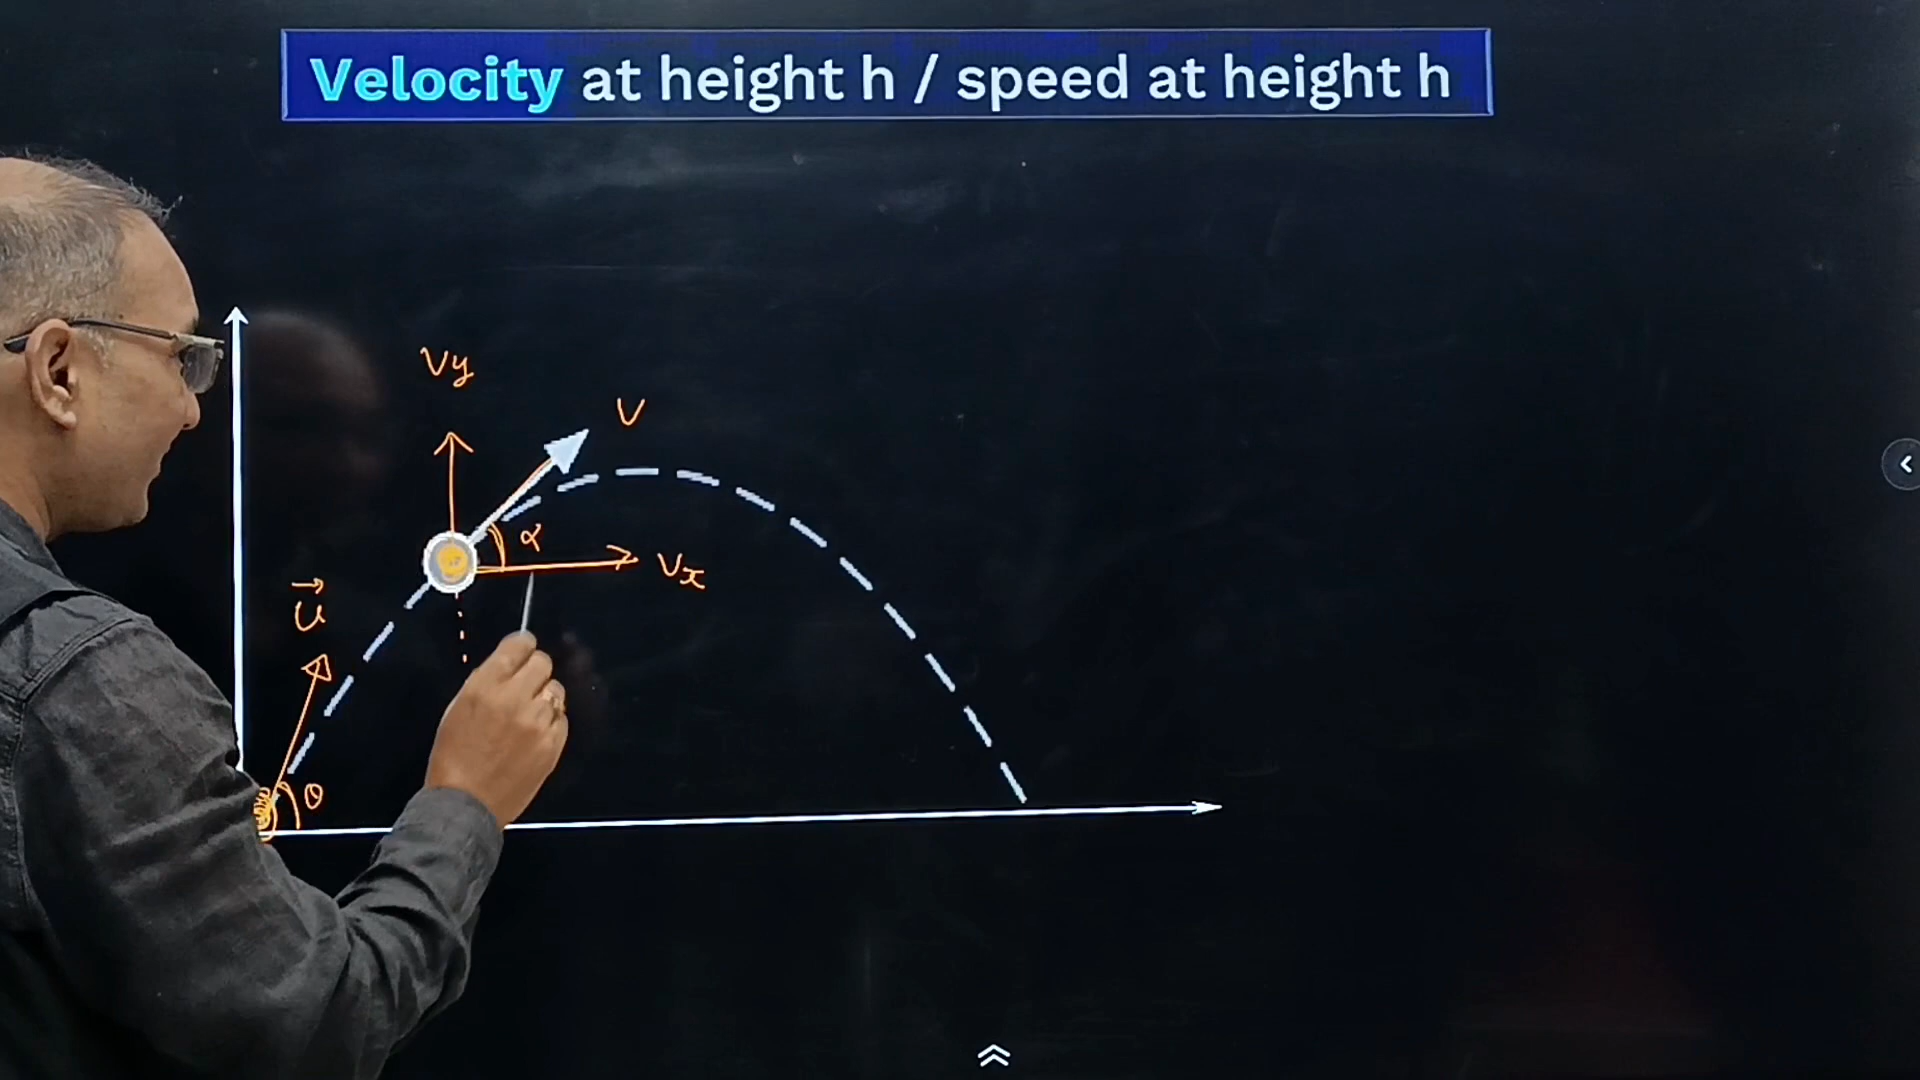 Velocity at height h / speed at height h
Vy
V
α
Vx
u⃗
θ